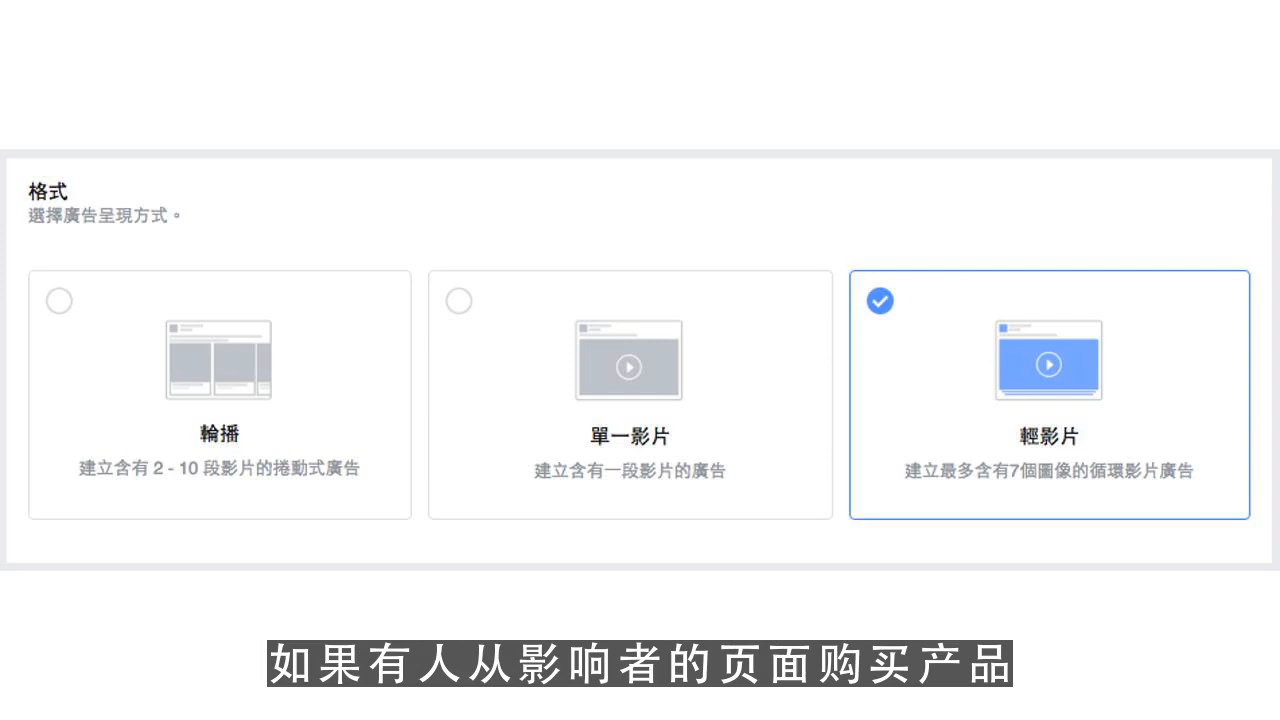 格式
選擇廣告呈現方式。
輪播
建立含有 2 - 10 段影片的捲動式廣告
單一影片
建立含有一段影片的廣告
輕影片
建立最多含有7個圖像的循環影片廣告
如果有人从影响者的页面购买产品